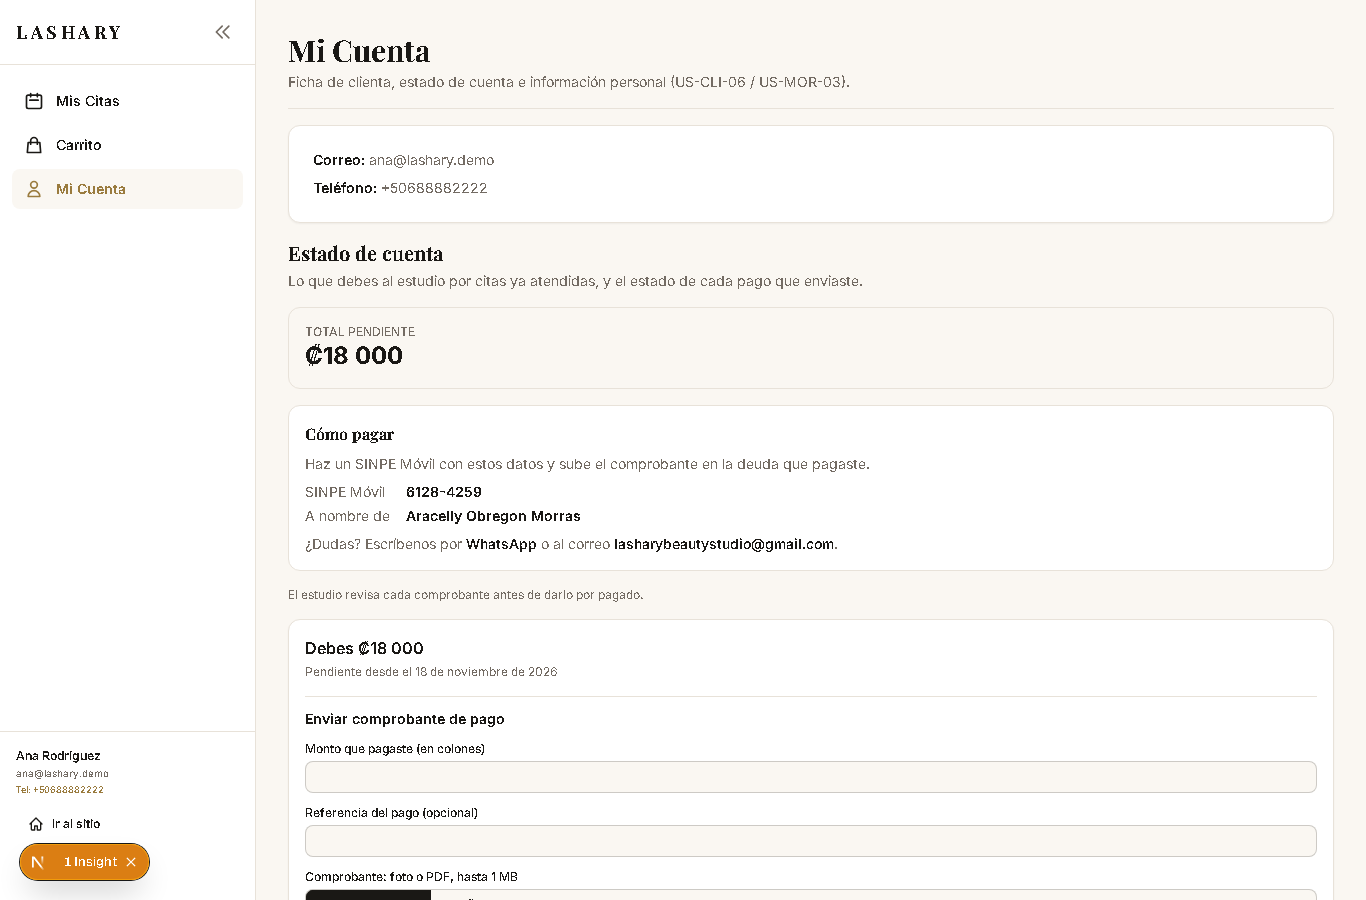 LASHARY
Mis Citas
Carrito
Mi Cuenta
Ana Rodríguez
ana@lashary.demo
Tel: +50688882222
Ir al sitio
1 Insight
Mi Cuenta
Ficha de clienta, estado de cuenta e información personal (US-CLI-06 / US-MOR-03).
Correo: ana@lashary.demo
Teléfono: +50688882222
Estado de cuenta
Lo que debes al estudio por citas ya atendidas, y el estado de cada pago que enviaste.
TOTAL PENDIENTE
₡18 000
Cómo pagar
Haz un SINPE Móvil con estos datos y sube el comprobante en la deuda que pagaste.
SINPE Móvil 6128-4259
A nombre de Aracelly Obregon Morras
¿Dudas? Escríbenos por WhatsApp o al correo lasharybeautystudio@gmail.com.
El estudio revisa cada comprobante antes de darlo por pagado.
Debes ₡18 000
Pendiente desde el 18 de noviembre de 2026
Enviar comprobante de pago
Monto que pagaste (en colones)
Referencia del pago (opcional)
Comprobante: foto o PDF, hasta 1 MB